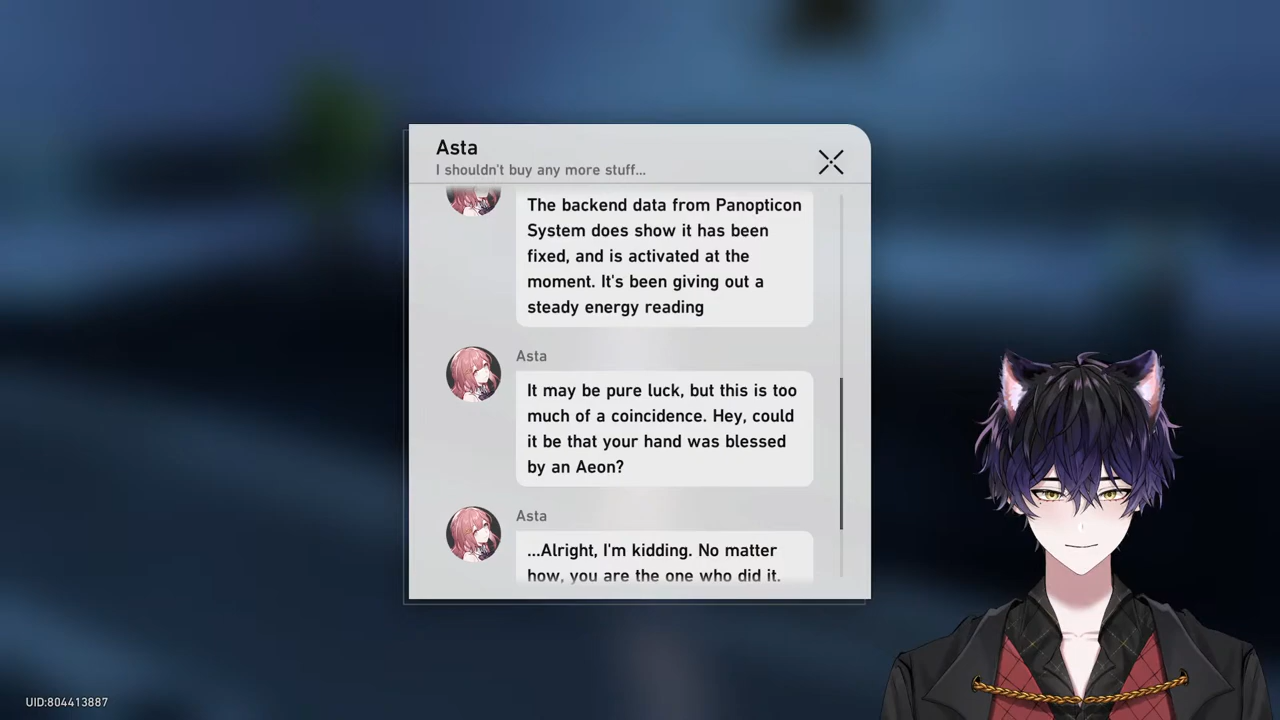 Asta
I shouldn't buy any more stuff...
The backend data from Panopticon
System does show it has been
fixed, and is activated at the
moment. It's been giving out a
steady energy reading
Asta
It may be pure luck, but this is too
much of a coincidence. Hey, could
it be that your hand was blessed
by an Aeon?
Asta
...Alright, I'm kidding. No matter
how, you are the one who did it.
UID:804413887